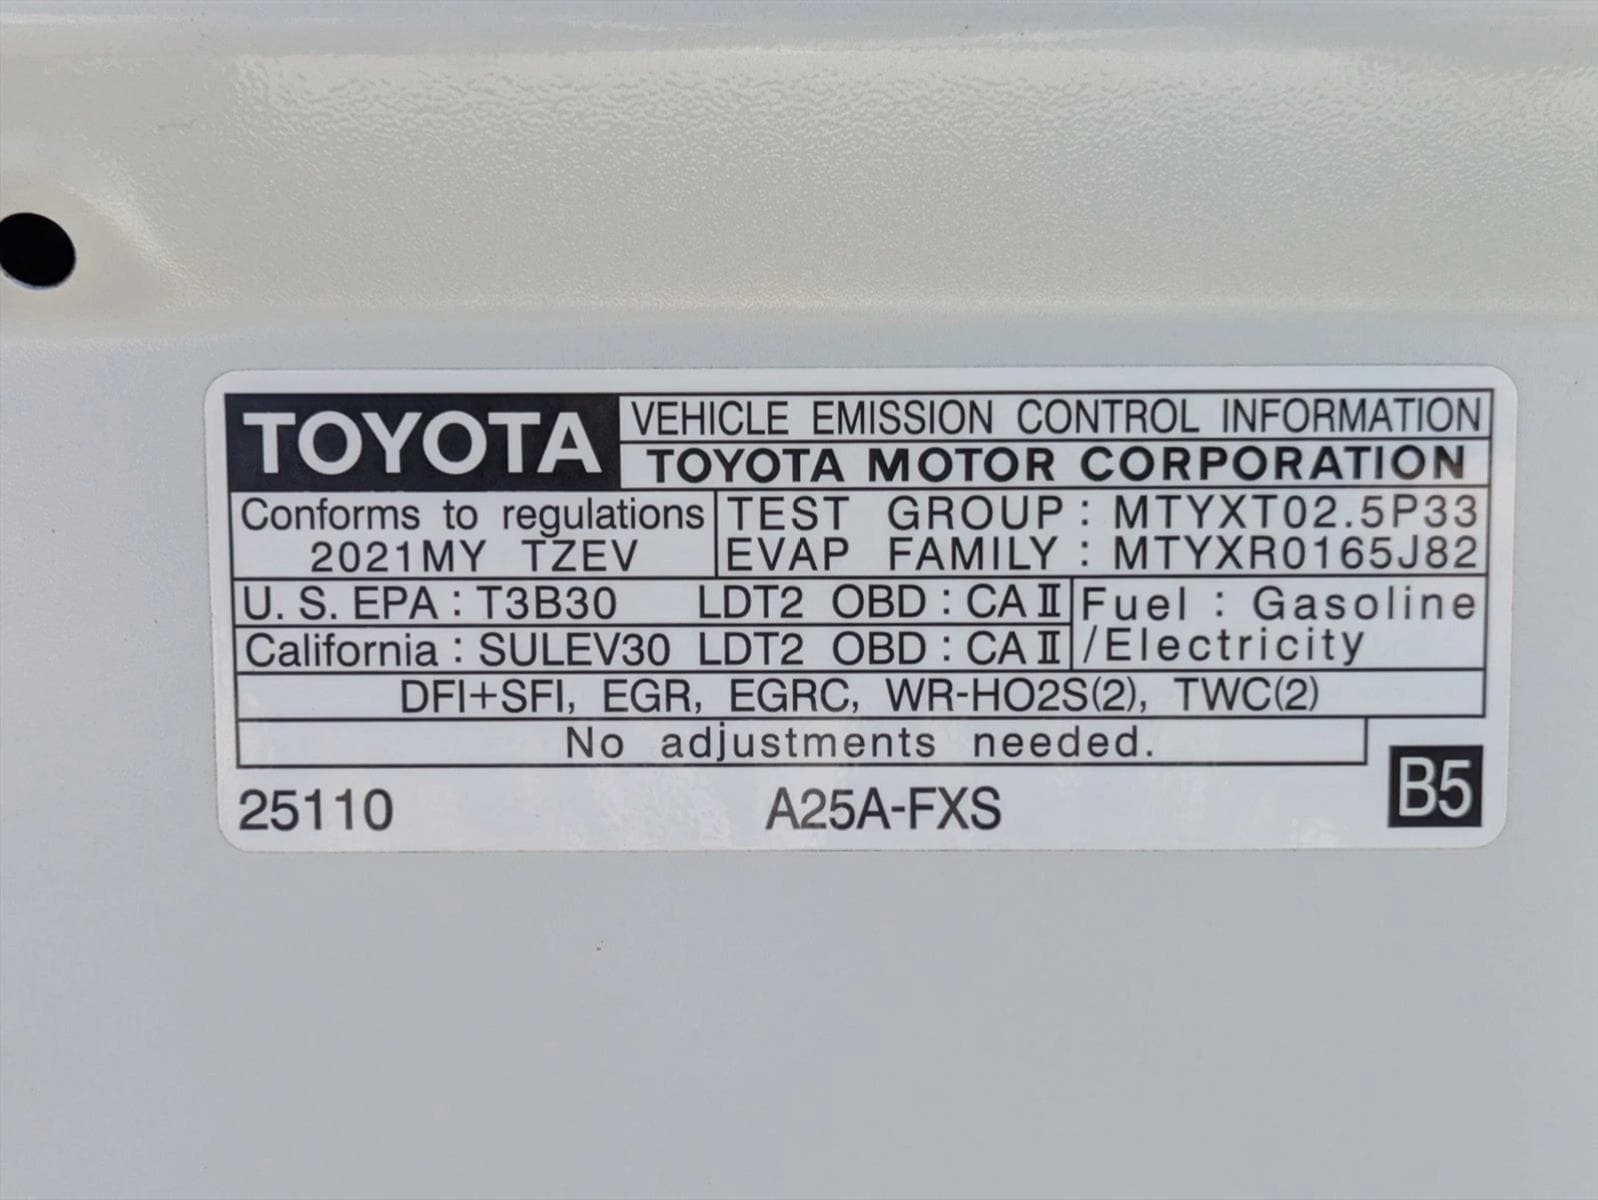 TOYOTA VEHICLE EMISSION CONTROL INFORMATION
TOYOTA MOTOR CORPORATION
Conforms to regulations
2021MY TZEV
TEST GROUP : MTYXT02.5P33
EVAP FAMILY : MTYXR0165J82
U. S. EPA : T3B30 LDT2 OBD : CA II
California : SULEV30 LDT2 OBD : CA II
Fuel : Gasoline
/Electricity
DFI+SFI, EGR, EGRC, WR-HO2S(2), TWC(2)
No adjustments needed.
25110 A25A-FXS B5